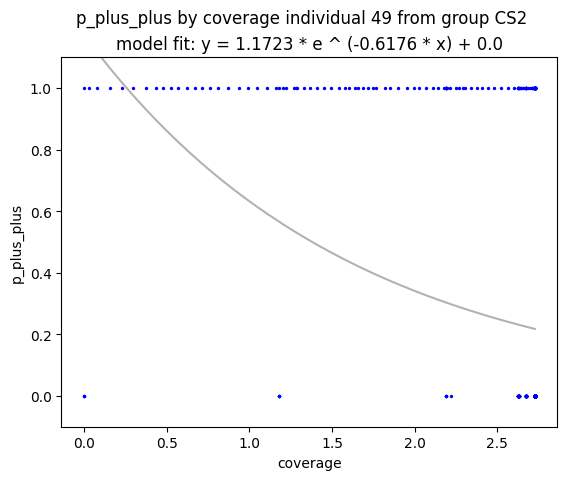 p_plus_plus by coverage individual 49 from group CS2
model fit: y = 1.1723 * e ^ (-0.6176 * x) + 0.0
1.0
0.8
0.6
0.4
0.2
0.0
p_plus_plus
0.0 0.5 1.0 1.5 2.0 2.5
coverage